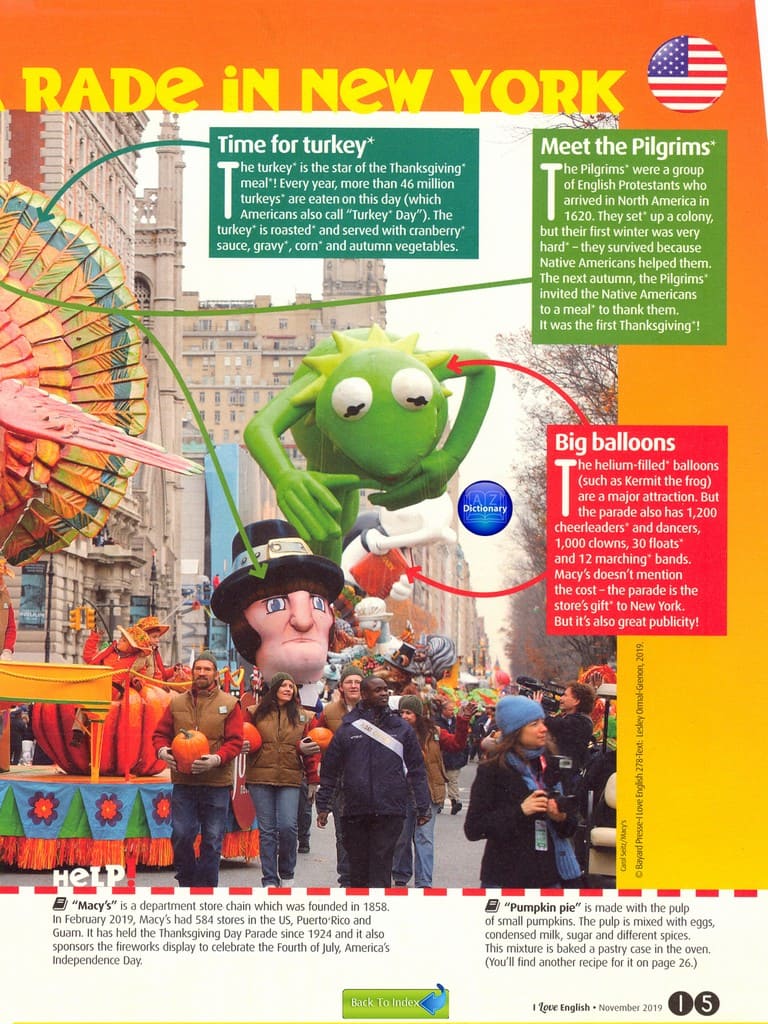 RADE iN NEW YORK
Time for turkey*
The turkey* is the star of the Thanksgiving*
meal*! Every year, more than 46 million
turkeys* are eaten on this day (which
Americans also call “Turkey* Day”). The
turkey* is roasted* and served with cranberry*
sauce, gravy*, corn* and autumn vegetables.
Meet the Pilgrims*
The Pilgrims* were a group
of English Protestants who
arrived in North America in
1620. They set* up a colony,
but their first winter was very
hard* – they survived because
Native Americans helped them.
The next autumn, the Pilgrims*
invited the Native Americans
to a meal* to thank them.
It was the first Thanksgiving*!
Big balloons
The helium-filled* balloons
(such as Kermit the frog)
are a major attraction. But
the parade also has 1,200
cheerleaders* and dancers,
1,000 clowns, 30 floats*
and 12 marching* bands.
Macy’s doesn’t mention
the cost – the parade is the
store’s gift* to New York.
But it’s also great publicity!
A Z
Dictionary
Carol Seitz/Macy's
© Bayard Presse-I Love English 278-Text: Lesley Ormal-Grenon, 2019.
HeLP!
“Macy’s” is a department store chain which was founded in 1858.
In February 2019, Macy’s had 584 stores in the US, Puerto Rico and
Guam. It has held the Thanksgiving Day Parade since 1924 and it also
sponsors the fireworks display to celebrate the Fourth of July, America’s
Independence Day.
“Pumpkin pie” is made with the pulp
of small pumpkins. The pulp is mixed with eggs,
condensed milk, sugar and different spices.
This mixture is baked a pastry case in the oven.
(You’ll find another recipe for it on page 26.)
Back To Index
I Love English • November 2019 15